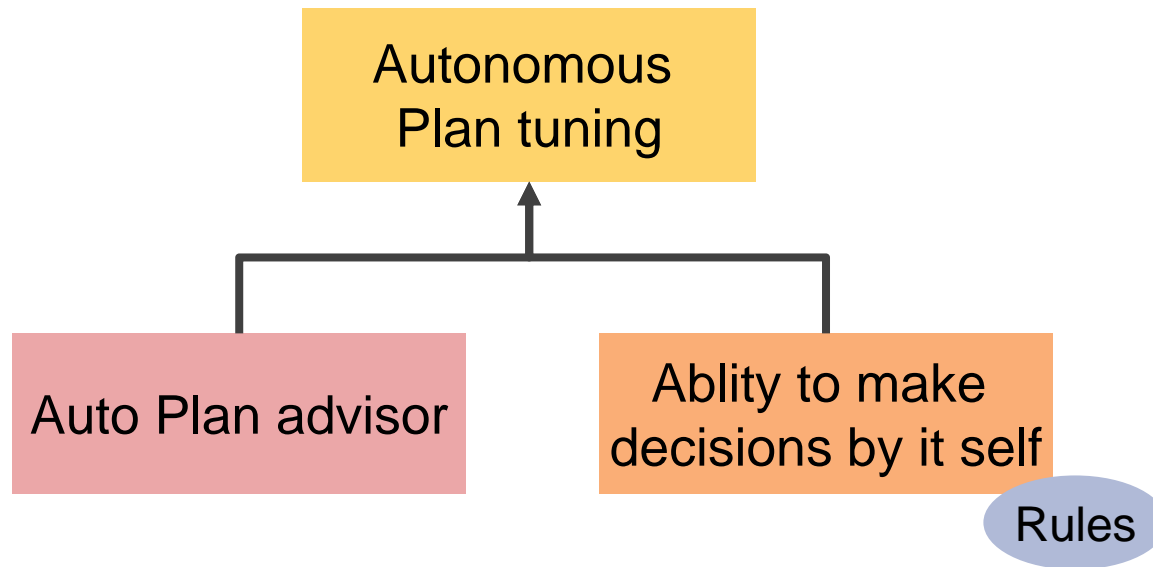 Autonomous
Plan tuning
Auto Plan advisor
Ablity to make
decisions by it self
Rules